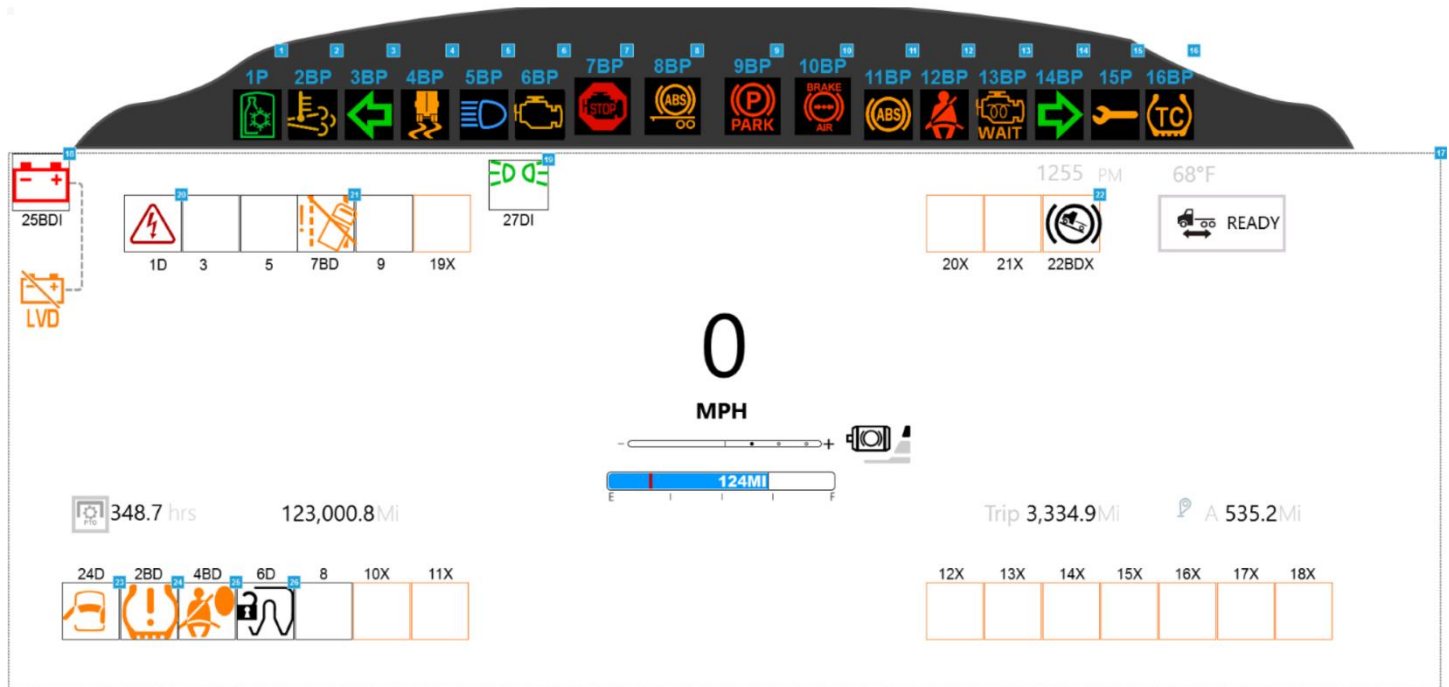 1 2 3 4 5 6 7 8 9 10 11 12 13 14 15 16
1P 2BP 3BP 4BP 5BP 6BP 7BP 8BP 9BP 10BP 11BP 12BP 13BP 14BP 15P 16BP
STOP ABS P PARK BRAKE AIR ABS WAIT TC
18 19 17
25BDI
27DI
1255 PM 68°F
20 21 22
READY
1D 3 5 7BD 9 19X
20X 21X 22BDX
LVD
0
MPH
- +
124MI
E F
PTO 348.7 hrs 123,000.8Mi
Trip 3,334.9Mi A 535.2Mi
24D 2BD 4BD 6D 8 10X 11X
12X 13X 14X 15X 16X 17X 18X
23 24 25 26